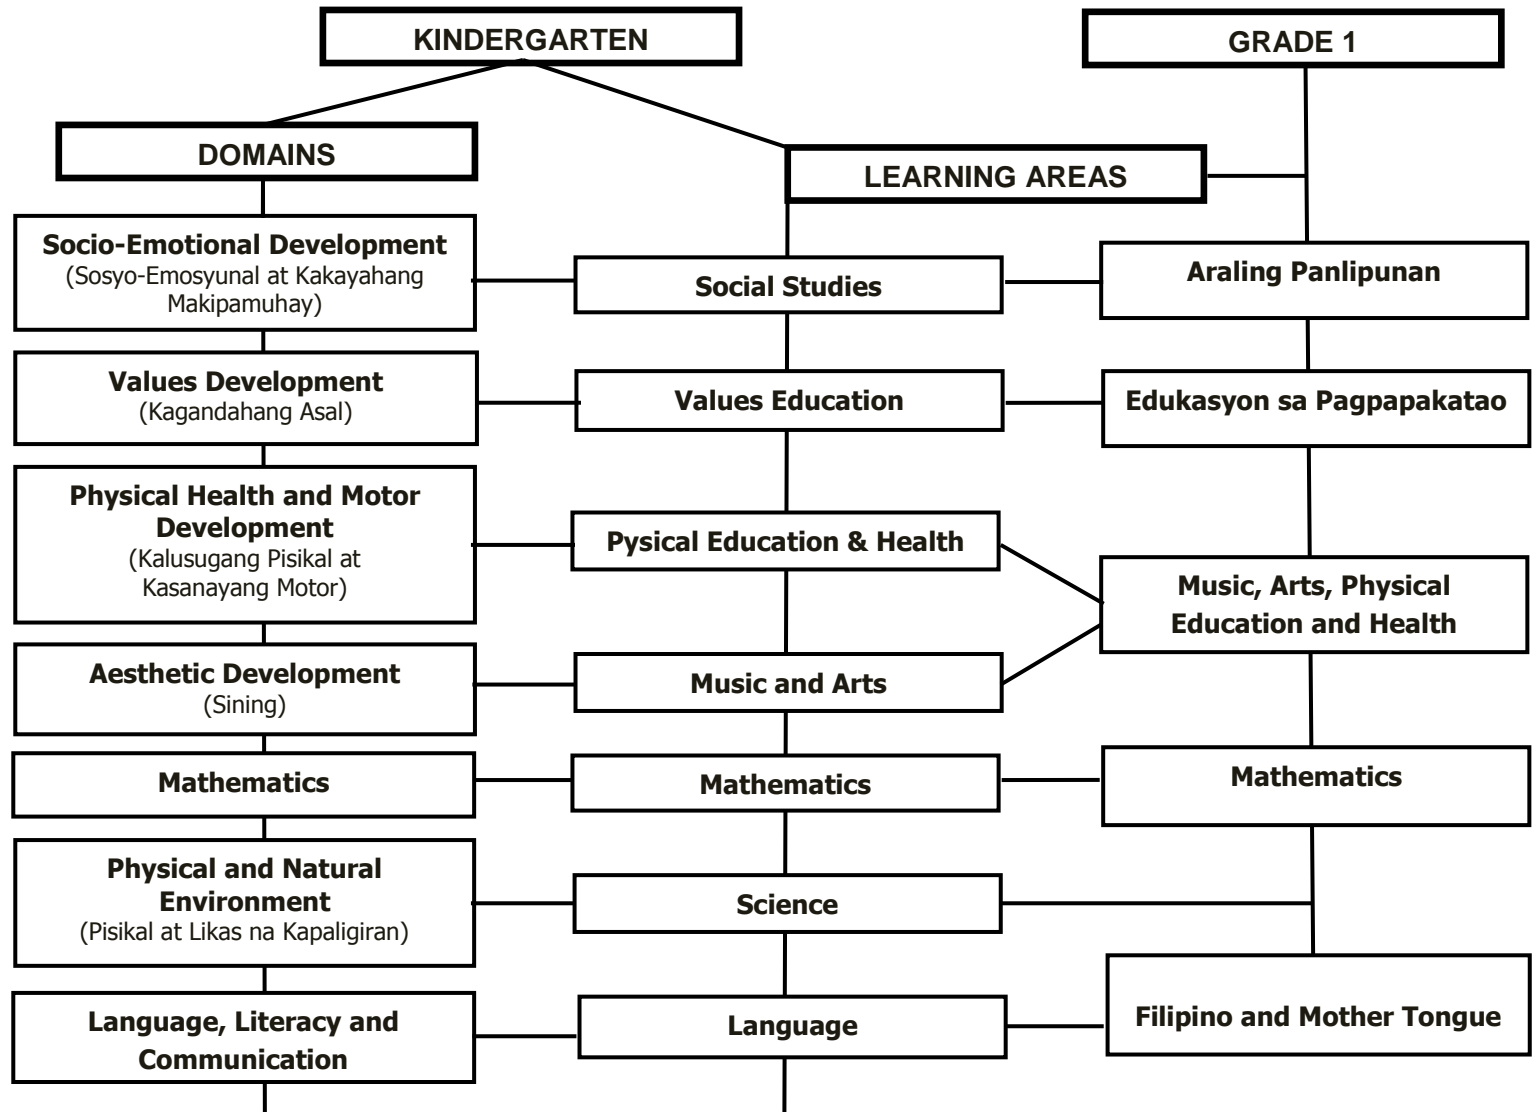 KINDERGARTEN
GRADE 1
DOMAINS
LEARNING AREAS
Socio-Emotional Development
(Sosyo-Emosyunal at Kakayahang
Makipamuhay)
Social Studies
Araling Panlipunan
Values Development
(Kagandahang Asal)
Values Education
Edukasyon sa Pagpapakatao
Physical Health and Motor
Development
(Kalusugang Pisikal at
Kasanayang Motor)
Pysical Education & Health
Music, Arts, Physical
Education and Health
Aesthetic Development
(Sining)
Music and Arts
Mathematics
Mathematics
Mathematics
Physical and Natural
Environment
(Pisikal at Likas na Kapaligiran)
Science
Language, Literacy and
Communication
Language
Filipino and Mother Tongue